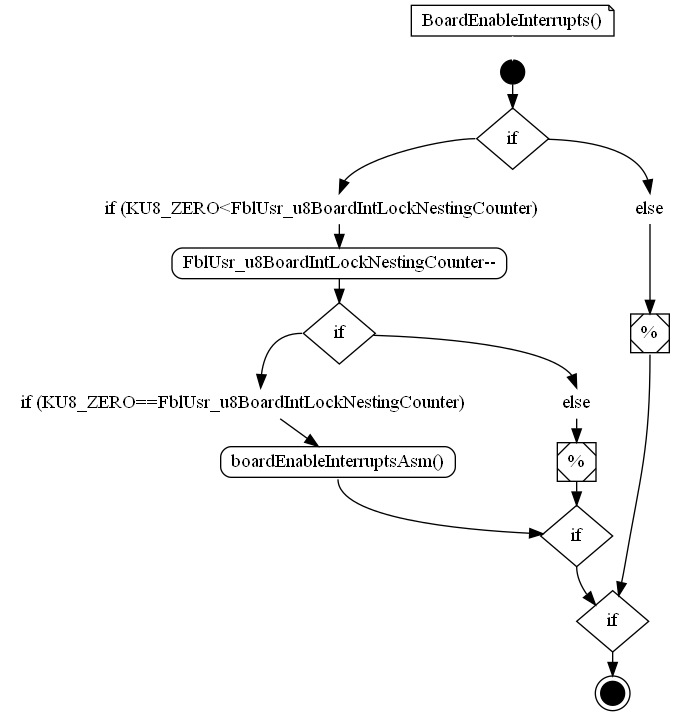 BoardEnableInterrupts()
if
if (KU8_ZERO<FblUsr_u8BoardIntLockNestingCounter)
else
FblUsr_u8BoardIntLockNestingCounter--
if
%
if (KU8_ZERO==FblUsr_u8BoardIntLockNestingCounter)
else
boardEnableInterruptsAsm()
%
if
if